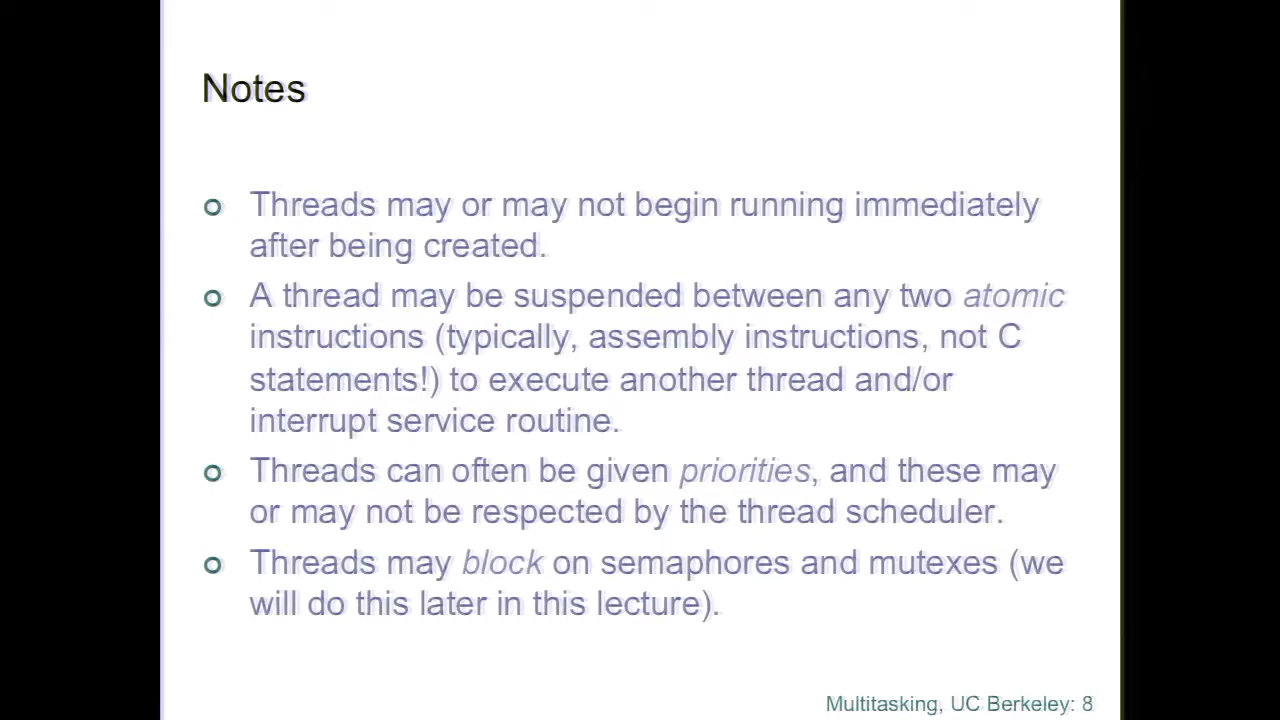 Notes
Threads may or may not begin running immediately
after being created.
A thread may be suspended between any two atomic
instructions (typically, assembly instructions, not C
statements!) to execute another thread and/or
interrupt service routine.
Threads can often be given priorities, and these may
or may not be respected by the thread scheduler.
Threads may block on semaphores and mutexes (we
will do this later in this lecture).
Multitasking, UC Berkeley: 8